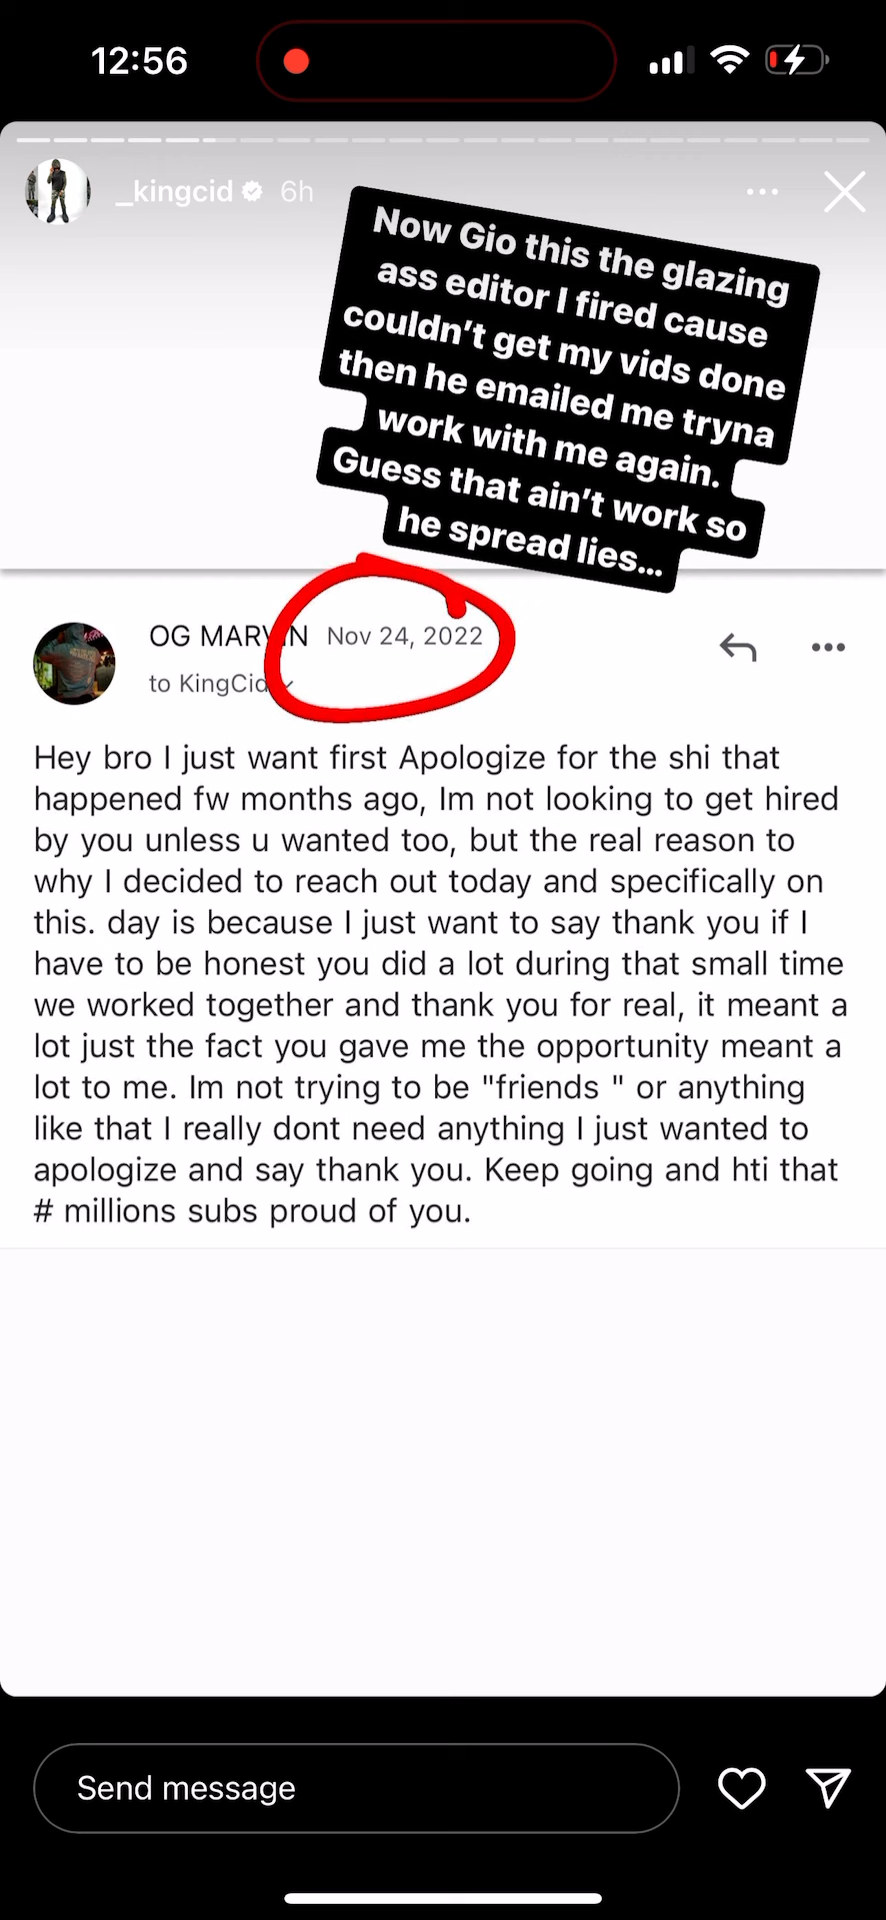 12:56
_kingcid 6h
Now Gio this the glazing
ass editor I fired cause
couldn't get my vids done
then he emailed me tryna
work with me again.
Guess that ain't work so
he spread lies...
OG MARVIN Nov 24, 2022
to KingCid
Hey bro I just want first Apologize for the shi that
happened fw months ago, Im not looking to get hired
by you unless u wanted too, but the real reason to
why I decided to reach out today and specifically on
this. day is because I just want to say thank you if I
have to be honest you did a lot during that small time
we worked together and thank you for real, it meant a
lot just the fact you gave me the opportunity meant a
lot to me. Im not trying to be "friends " or anything
like that I really dont need anything I just wanted to
apologize and say thank you. Keep going and hti that
# millions subs proud of you.
Send message